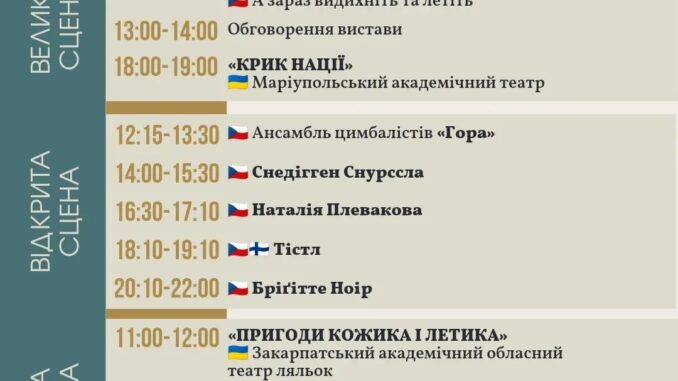 А зараз видихніть та летіть
13:00-14:00 Обговорення вистави
18:00-19:00 «КРИК НАЦІЇ»
Маріупольський академічний театр
ВІДКРИТА
СЦЕНА
12:15-13:30 Ансамбль цимбалістів «Гора»
14:00-15:30 Снедігген Снурссла
16:30-17:10 Наталія Плевакова
18:10-19:10 Тістл
20:10-22:00 Бріґітте Ноір
11:00-12:00 «ПРИГОДИ КОЖИКА І ЛЕТИКА»
Закарпатський академічний обласний
театр ляльок
ВЕЛИК
СЦЕНА